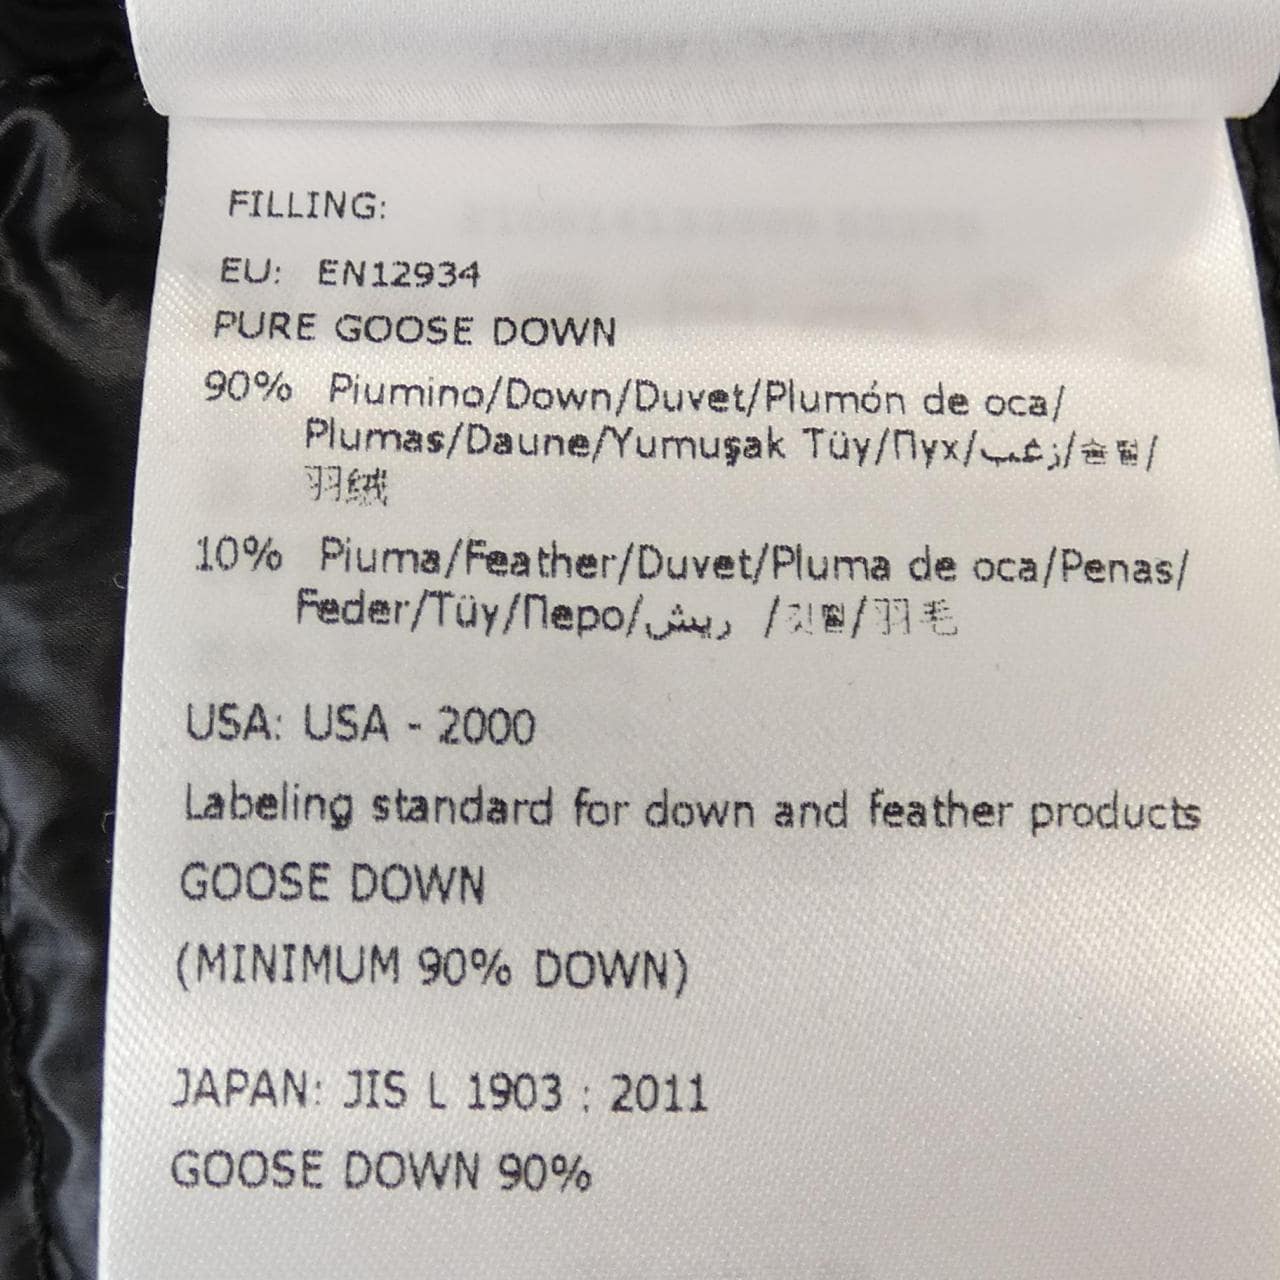 FILLING:
EU: EN12934
PURE GOOSE DOWN
90% Piumino/Down/Duvet/Plumón de oca/
Plumas/Daune/Yumuşak Tüy/Пух/زغب/솜털/
羽绒
10% Piuma/Feather/Duvet/Pluma de oca/Penas/
Feder/Tüy/Перо/ريش /깃털/羽毛
USA: USA - 2000
Labeling standard for down and feather products
GOOSE DOWN
(MINIMUM 90% DOWN)
JAPAN: JIS L 1903 : 2011
GOOSE DOWN 90%